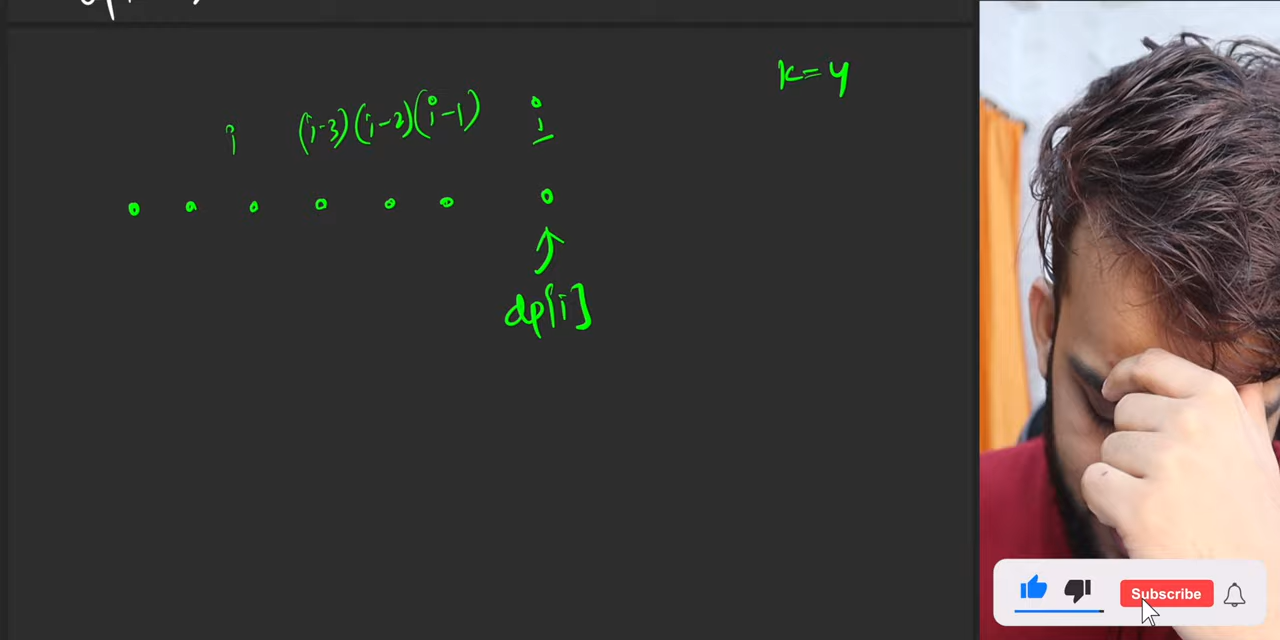 k=4
i (i-3)(i-2)(i-1) i
dp[i]
Subscribe